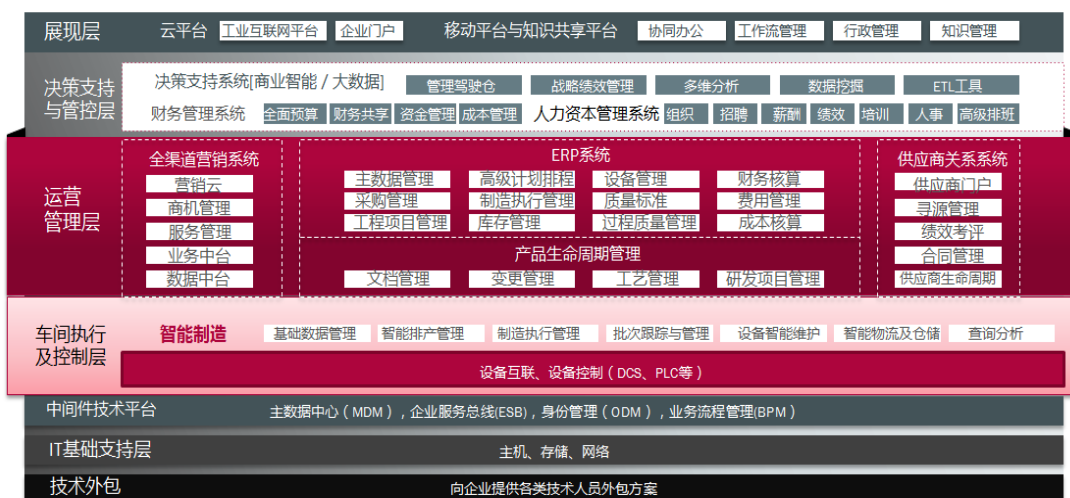 展现层 云平台 工业互联网平台 企业门户 移动平台与知识共享平台 协同办公 工作流管理 行政管理 知识管理
决策支持与管控层
决策支持系统[商业智能 / 大数据] 管理驾驶仓 战略绩效管理 多维分析 数据挖掘 ETL工具
财务管理系统 全面预算 财务共享 资金管理 成本管理 人力资本管理系统 组织 招聘 薪酬 绩效 培训 人事 高级排班
运营
管理层
全渠道营销系统
营销云
商机管理
服务管理
业务中台
数据中台
ERP系统
主数据管理 高级计划排程 设备管理 财务核算
采购管理 制造执行管理 质量标准 费用管理
工程项目管理 库存管理 过程质量管理 成本核算
产品生命周期管理
文档管理 变更管理 工艺管理 研发项目管理
供应商关系系统
供应商门户
寻源管理
绩效考评
合同管理
供应商生命周期
车间执行
及控制层
智能制造 基础数据管理 智能排产管理 制造执行管理 批次跟踪与管理 设备智能维护 智能物流及仓储 查询分析
设备互联、设备控制（DCS、PLC等）
中间件技术平台 主数据中心（MDM），企业服务总线(ESB)，身份管理（ODM），业务流程管理(BPM)
IT基础支持层 主机、存储、网络
技术外包 向企业提供各类技术人员外包方案